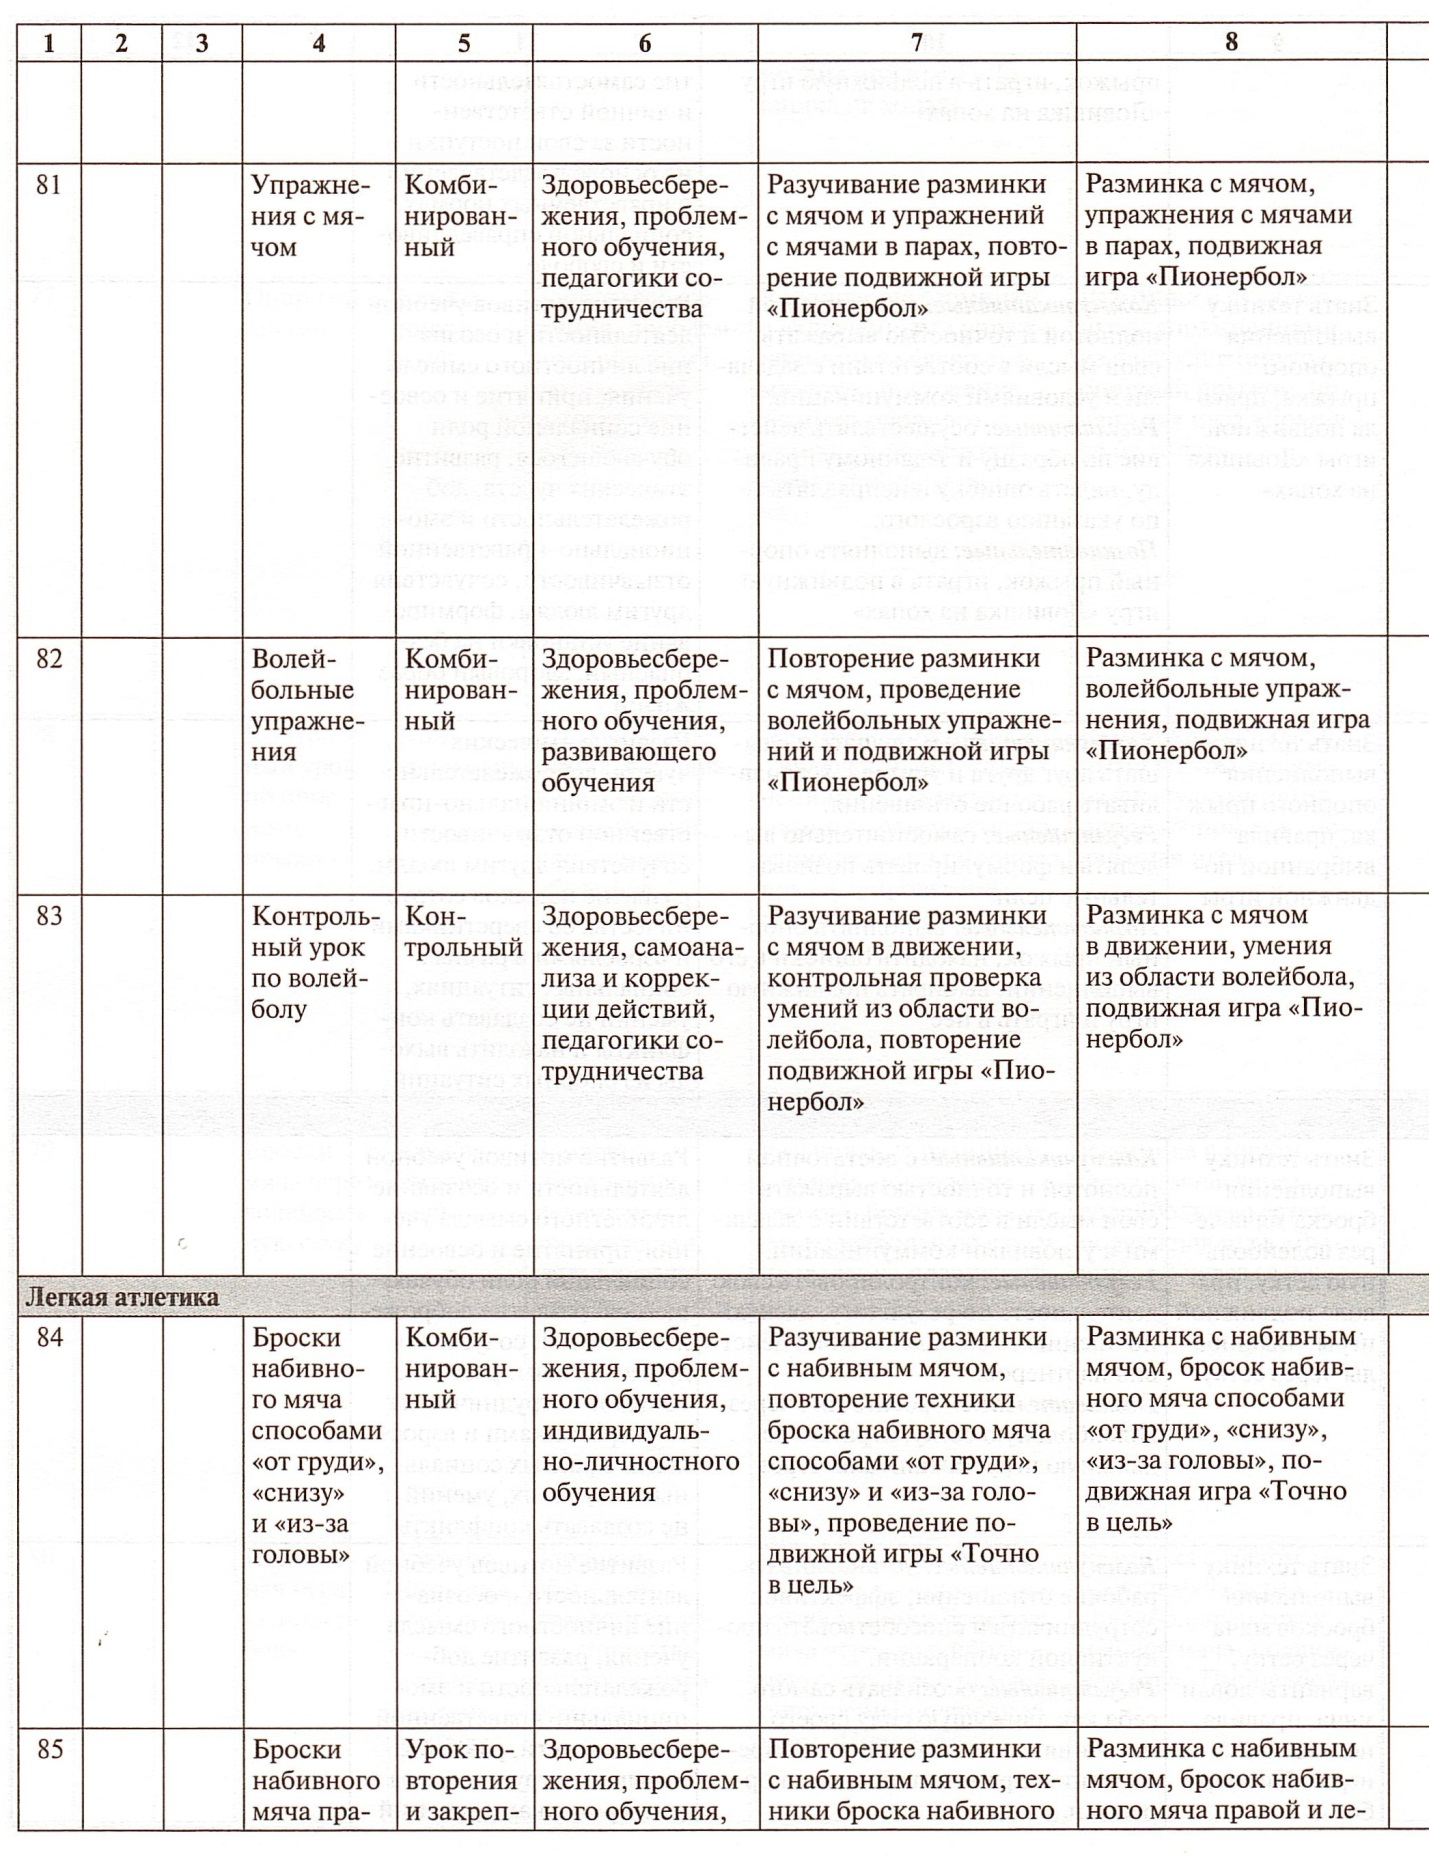 1 2 3 4 5 6 7 8
81
Упражне-
ния с мя-
чом
Комби-
нирован-
ный
Здоровьесбере-
жения, проблем-
ного обучения,
педагогики со-
трудничества
Разучивание разминки
с мячом и упражнений
с мячами в парах, повто-
рение подвижной игры
«Пионербол»
Разминка с мячом,
упражнения с мячами
в парах, подвижная
игра «Пионербол»
82
Волей-
больные
упражне-
ния
Комби-
нирован-
ный
Здоровьесбере-
жения, проблем-
ного обучения,
развивающего
обучения
Повторение разминки
с мячом, проведение
волейбольных упражне-
ний и подвижной игры
«Пионербол»
Разминка с мячом,
волейбольные упраж-
нения, подвижная игра
«Пионербол»
83
Контроль-
ный урок
по волей-
болу
Кон-
трольный
Здоровьесбере-
жения, самоана-
лиза и коррек-
ции действий,
педагогики со-
трудничества
Разучивание разминки
с мячом в движении,
контрольная проверка
умений из области во-
лейбола, повторение
подвижной игры «Пио-
нербол»
Разминка с мячом
в движении, умения
из области волейбола,
подвижная игра «Пио-
нербол»
Легкая атлетика
84
Броски
набивно-
го мяча
способами
«от груди»,
«снизу»
и «из-за
головы»
Комби-
нирован-
ный
Здоровьесбере-
жения, проблем-
ного обучения,
индивидуаль-
но-личностного
обучения
Разучивание разминки
с набивным мячом,
повторение техники
броска набивного мяча
способами «от груди»,
«снизу» и «из-за голо-
вы», проведение по-
движной игры «Точно
в цель»
Разминка с набивным
мячом, бросок набив-
ного мяча способами
«от груди», «снизу»,
«из-за головы», по-
движная игра «Точно
в цель»
85
Броски
набивного
мяча пра-
Урок по-
вторения
и закреп-
Здоровьесбере-
жения, проблем-
ного обучения,
Повторение разминки
с набивным мячом, тех-
ники броска набивного
Разминка с набивным
мячом, бросок набив-
ного мяча правой и ле-